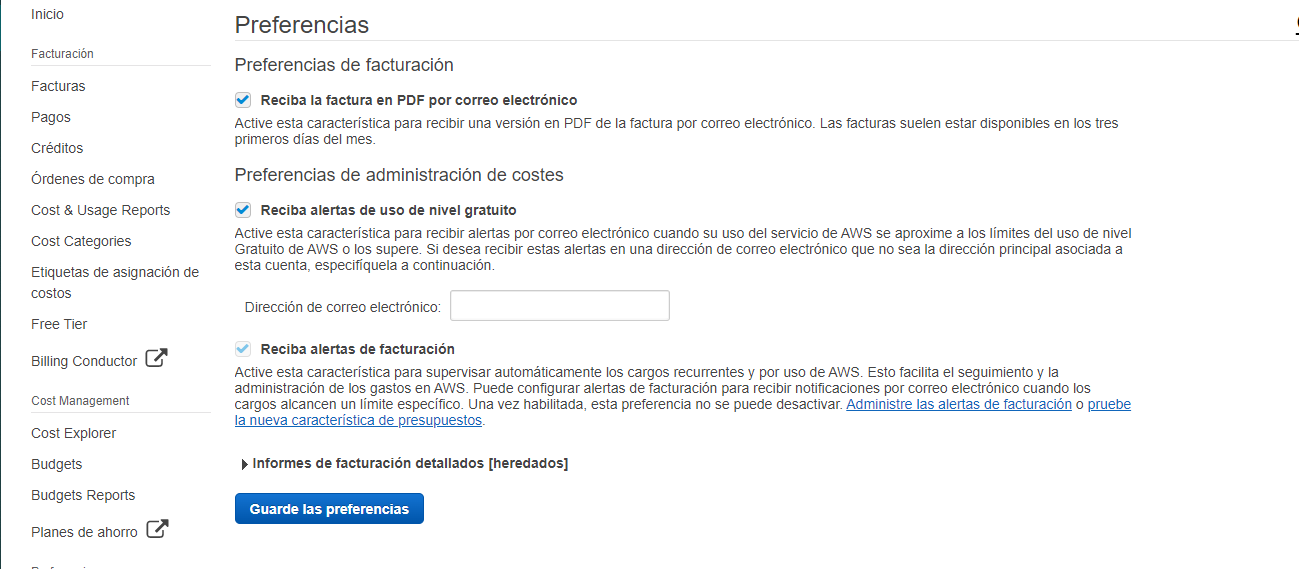 Inicio
Facturación
Facturas
Pagos
Créditos
Órdenes de compra
Cost & Usage Reports
Cost Categories
Etiquetas de asignación de
costos
Free Tier
Billing Conductor
Cost Management
Cost Explorer
Budgets
Budgets Reports
Planes de ahorro
Preferencias
Preferencias de facturación
Reciba la factura en PDF por correo electrónico
Active esta característica para recibir una versión en PDF de la factura por correo electrónico. Las facturas suelen estar disponibles en los tres
primeros días del mes.
Preferencias de administración de costes
Reciba alertas de uso de nivel gratuito
Active esta característica para recibir alertas por correo electrónico cuando su uso del servicio de AWS se aproxime a los límites del uso de nivel
Gratuito de AWS o los supere. Si desea recibir estas alertas en una dirección de correo electrónico que no sea la dirección principal asociada a
esta cuenta, especifíquela a continuación.
Dirección de correo electrónico:
Reciba alertas de facturación
Active esta característica para supervisar automáticamente los cargos recurrentes y por uso de AWS. Esto facilita el seguimiento y la
administración de los gastos en AWS. Puede configurar alertas de facturación para recibir notificaciones por correo electrónico cuando los
cargos alcancen un límite específico. Una vez habilitada, esta preferencia no se puede desactivar. Administre las alertas de facturación o pruebe
la nueva característica de presupuestos.
Informes de facturación detallados [heredados]
Guarde las preferencias